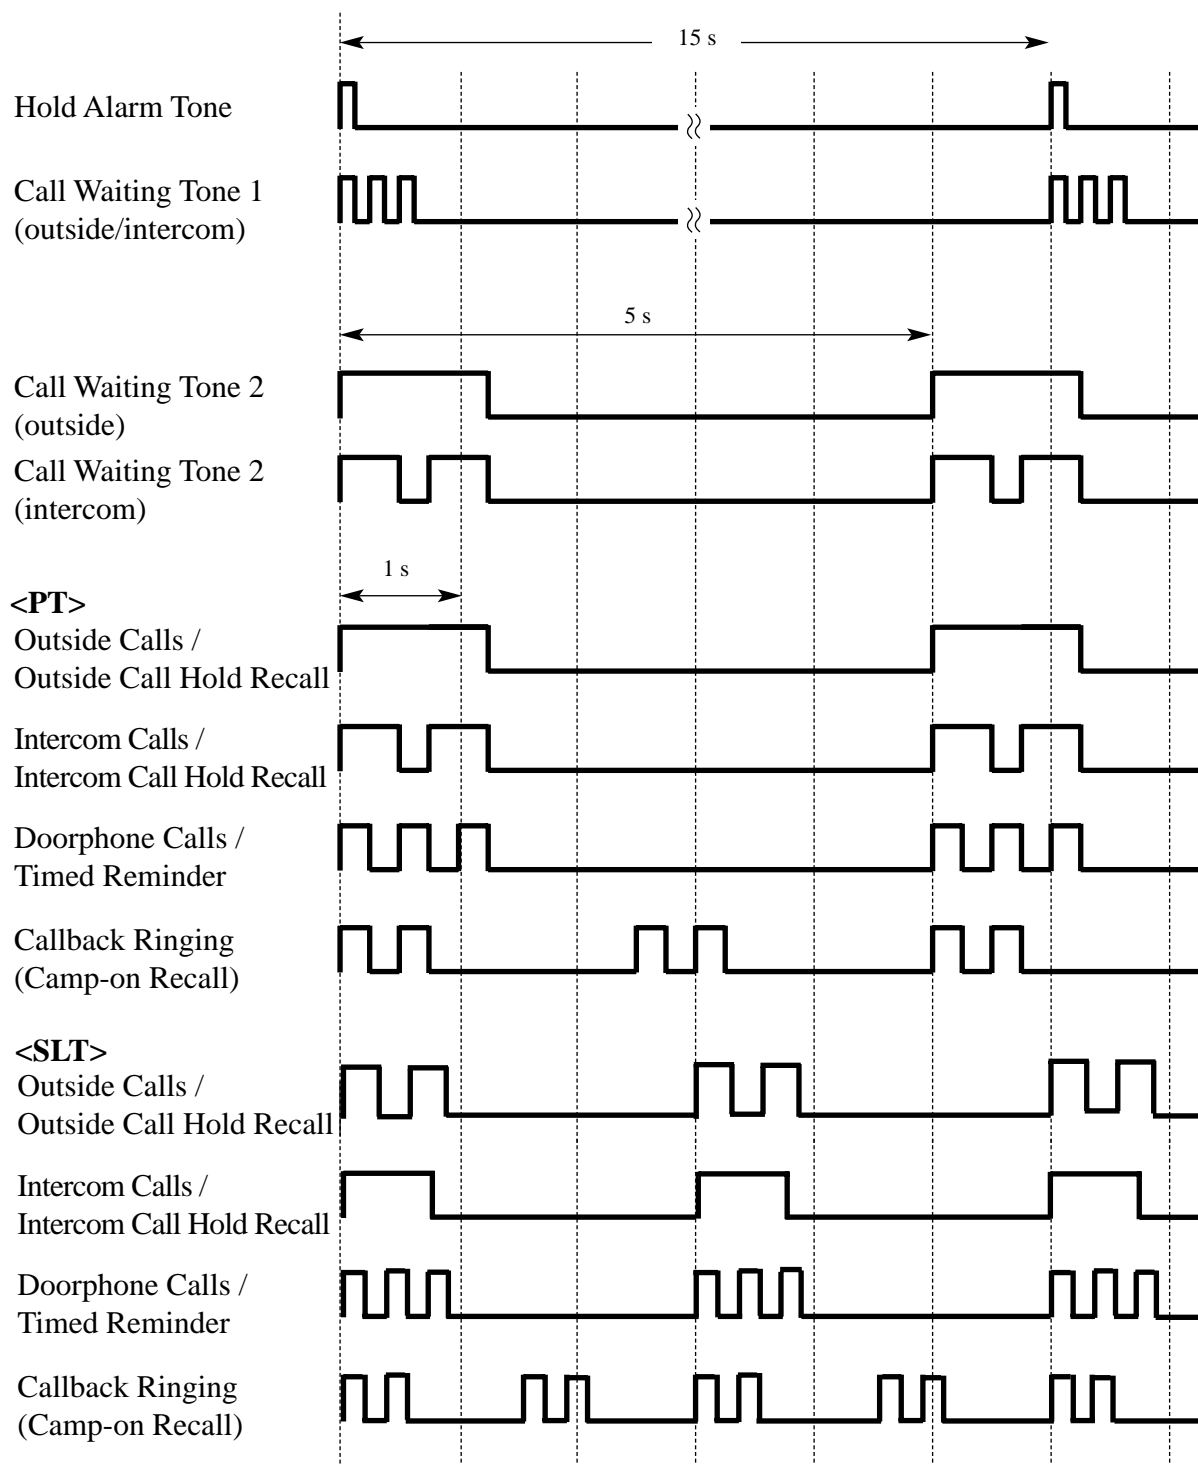 15 s
Hold Alarm Tone
Call Waiting Tone 1
(outside/intercom)
5 s
Call Waiting Tone 2
(outside)
Call Waiting Tone 2
(intercom)
1 s
<PT>
Outside Calls /
Outside Call Hold Recall
Intercom Calls /
Intercom Call Hold Recall
Doorphone Calls /
Timed Reminder
Callback Ringing
(Camp-on Recall)
<SLT>
Outside Calls /
Outside Call Hold Recall
Intercom Calls /
Intercom Call Hold Recall
Doorphone Calls /
Timed Reminder
Callback Ringing
(Camp-on Recall)